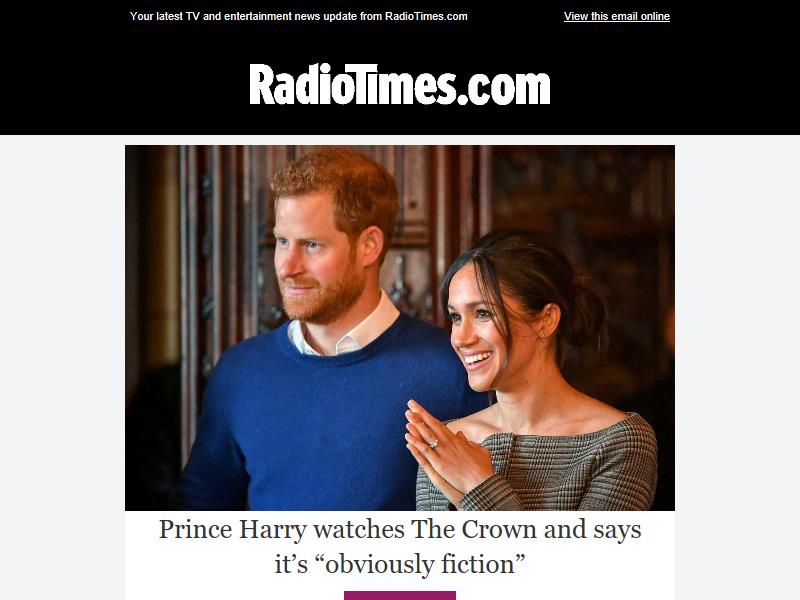 Your latest TV and entertainment news update from RadioTimes.com
View this email online
RadioTimes.com
Prince Harry watches The Crown and says
it’s “obviously fiction”